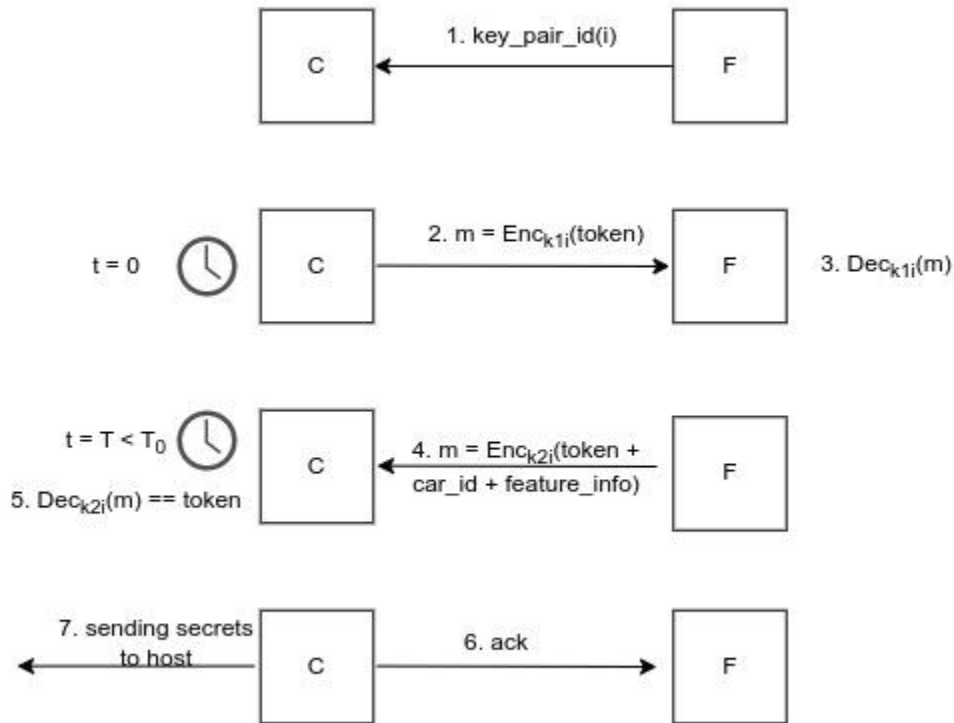 1. key_pair_id(i)
C
F
2. m = Enck1i(token)
t = 0
C
F
3. Deck1i(m)
t = T < T0
4. m = Enck2i(token +
C
F
car_id + feature_info)
5. Deck2i(m) == token
7. sending secrets
to host
6. ack
C
F